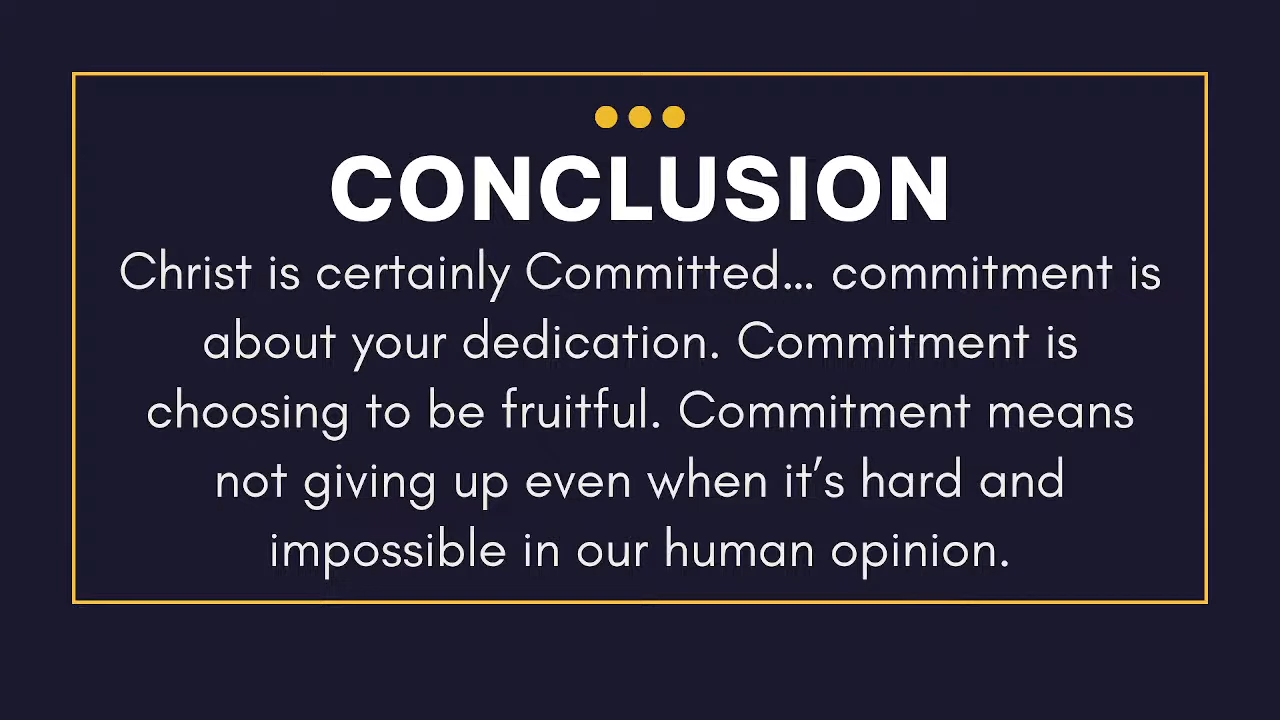 CONCLUSION
Christ is certainly Committed... commitment is
about your dedication. Commitment is
choosing to be fruitful. Commitment means
not giving up even when it’s hard and
impossible in our human opinion.